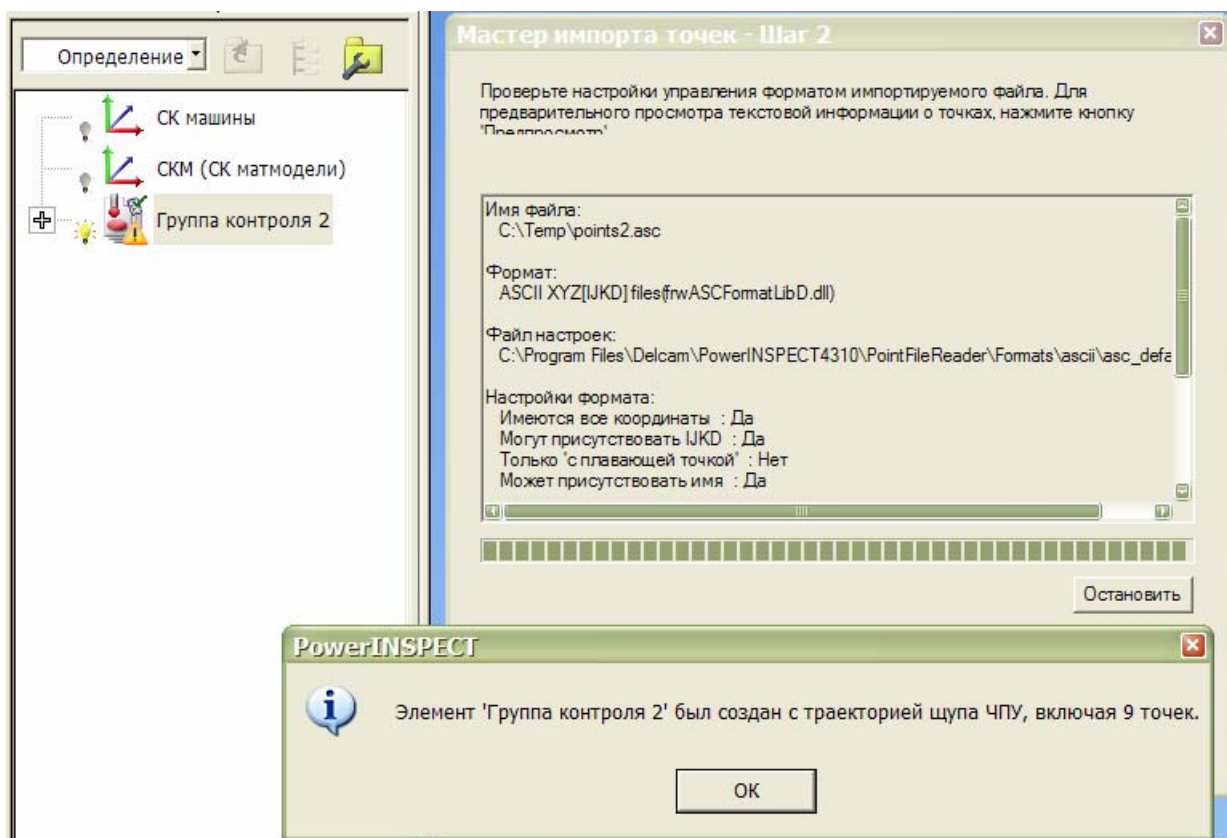 Определение
СК машины
СКМ (СК матмодели)
Группа контроля 2
Мастер импорта точек - Шаг 2
Проверьте настройки управления форматом импортируемого файла. Для
предварительного просмотра текстовой информации о точках, нажмите кнопку
'Предпросмотр'
Имя файла:
C:\Temp\points2.asc
Формат:
ASCII XYZ[IJKD] files(frwASCFormatLibD.dll)
Файл настроек:
C:\Program Files\Delcam\PowerINSPECT4310\PointFileReader\Formats\ascii\asc_defa
Настройки формата:
Имеются все координаты : Да
Могут присутствовать IJKD : Да
Только 'с плавающей точкой' : Нет
Может присутствовать имя : Да
Остановить
PowerINSPECT
Элемент 'Группа контроля 2' был создан с траекторией щупа ЧПУ, включая 9 точек.
ОК